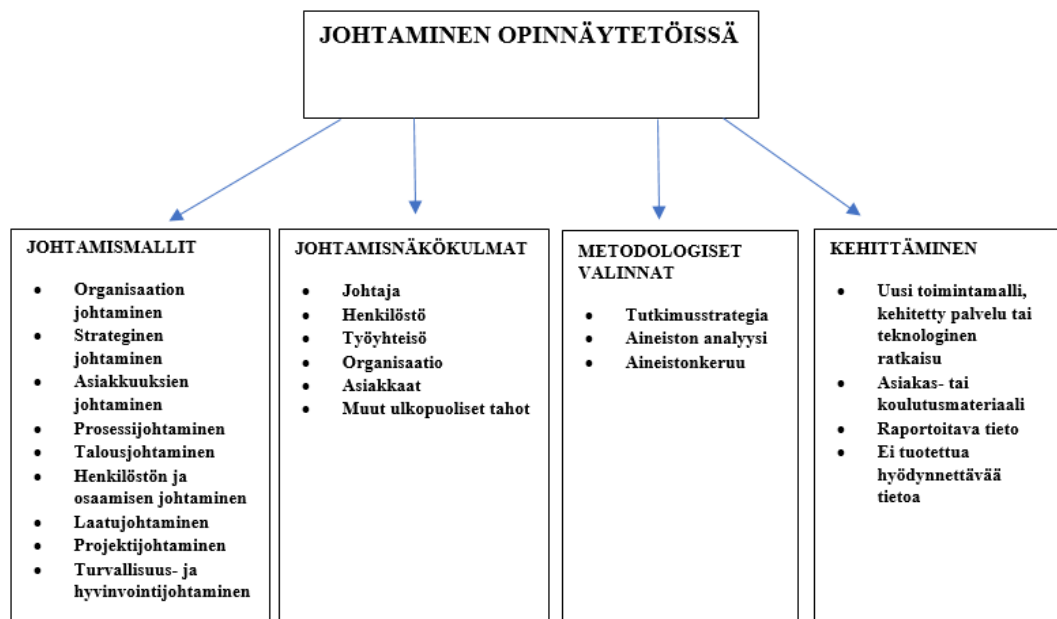 JOHTAMINEN OPINNÄYTETÖISSÄ
JOHTAMISMALLIT
• Organisaation
johtaminen
• Strateginen
johtaminen
• Asiakkuuksien
johtaminen
• Prosessijohtaminen
• Talousjohtaminen
• Henkilöstön ja
osaamisen johtaminen
• Laatujohtaminen
• Projektijohtaminen
• Turvallisuus- ja
hyvinvointijohtaminen
JOHTAMISNÄKÖKULMAT
• Johtaja
• Henkilöstö
• Työyhteisö
• Organisaatio
• Asiakkaat
• Muut ulkopuoliset tahot
METODOLOGISET
VALINNAT
• Tutkimusstrategia
• Aineiston analyysi
• Aineistonkeruu
KEHITTÄMINEN
• Uusi toimintamalli,
kehitetty palvelu tai
teknologinen
ratkaisu
• Asiakas- tai
koulutusmateriaali
• Raportoitava tieto
• Ei tuotettua
hyödynnettävää
tietoa